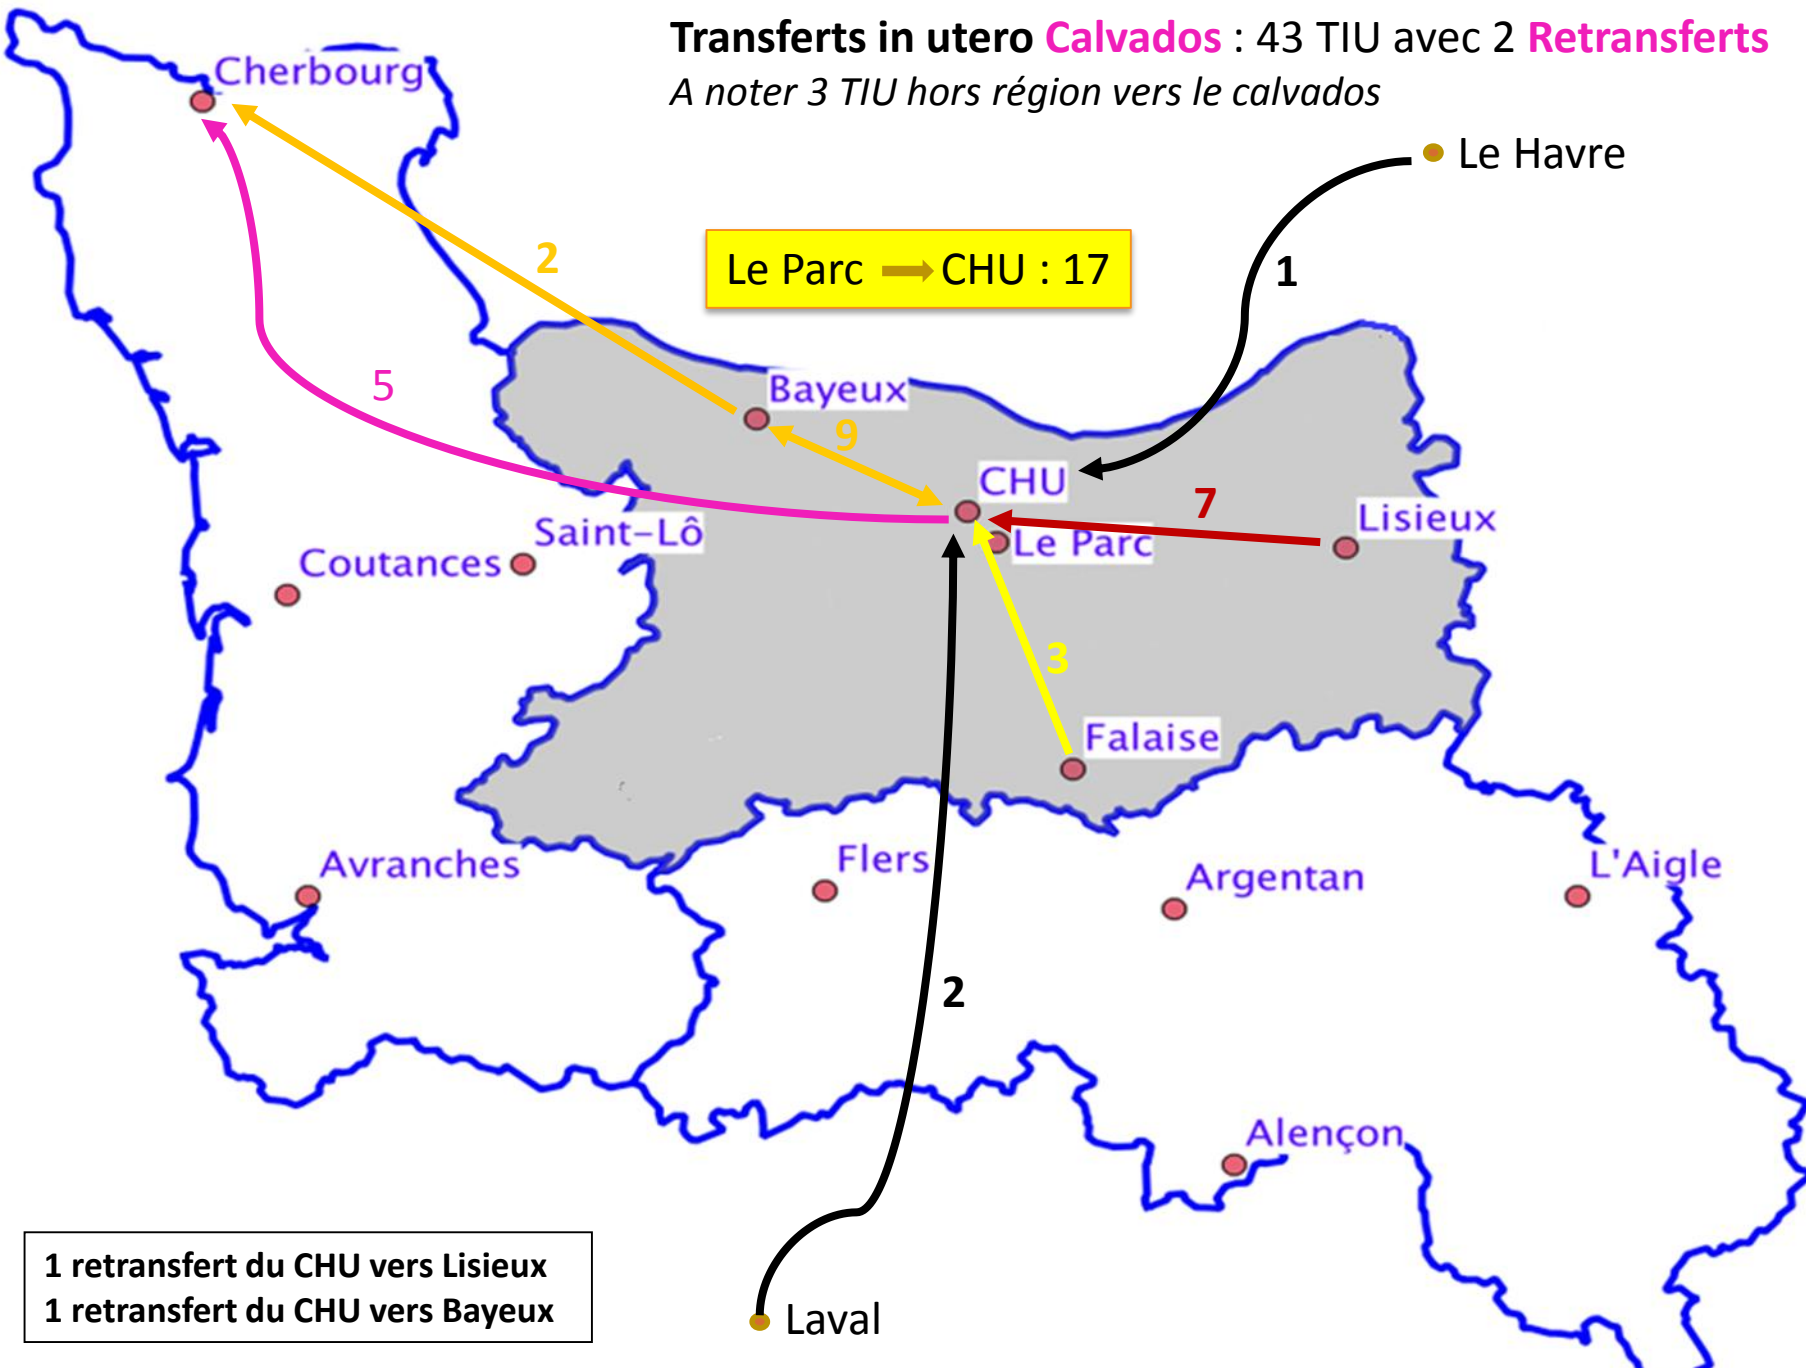 Transferts in utero Calvados : 43 TIU avec 2 Retransferts
A noter 3 TIU hors région vers le calvados
Cherbourg
Le Havre
2
Le Parc CHU : 17
1
5
Bayeux
9
CHU
7
Lisieux
Saint-Lô
Le Parc
Coutances
3
Falaise
Avranches
Flers
Argentan
L'Aigle
2
Alençon
1 retransfert du CHU vers Lisieux
1 retransfert du CHU vers Bayeux
Laval